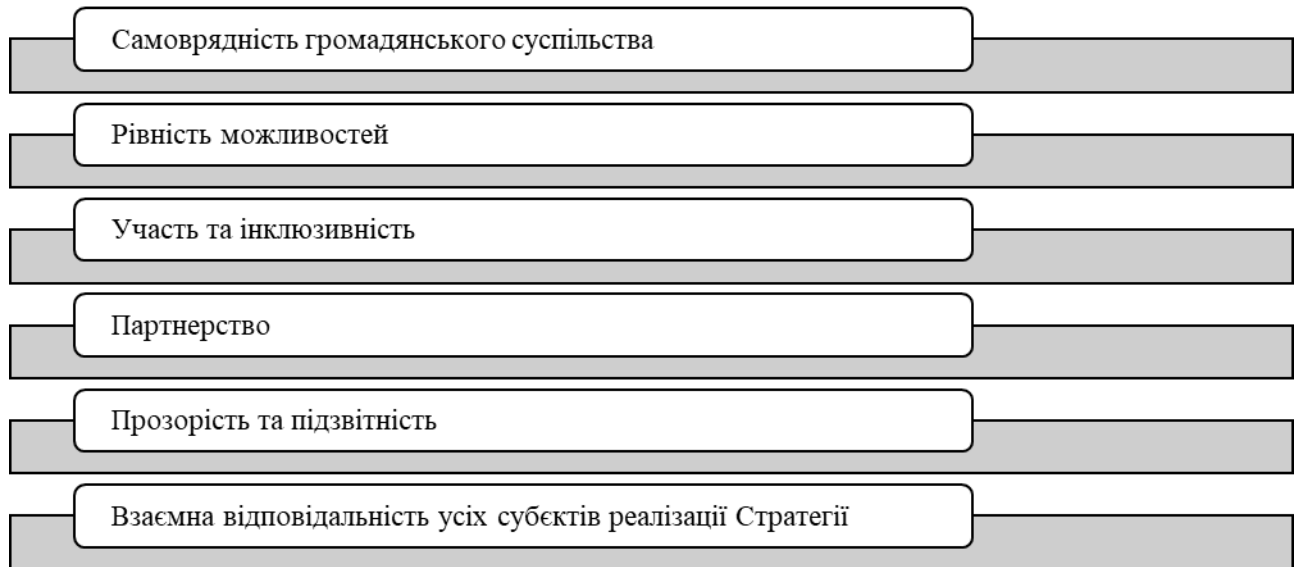 Самоврядність громадянського суспільства
Рівність можливостей
Участь та інклюзивність
Партнерство
Прозорість та підзвітність
Взаємна відповідальність усіх субєктів реалізації Стратегії